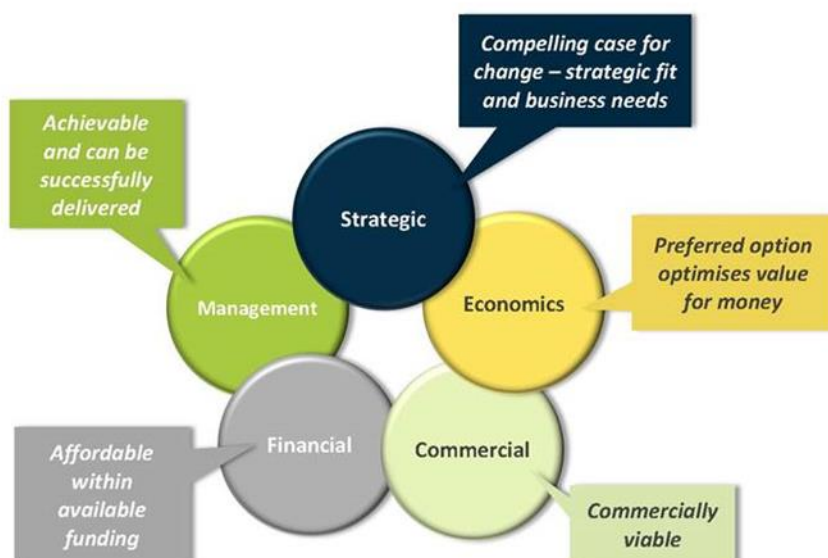 Compelling case for
change – strategic fit
and business needs
Achievable
and can be
successfully
delivered
Strategic
Preferred option
optimises value
for money
Management
Economics
Financial
Commercial
Affordable
within
available
funding
Commercially
viable